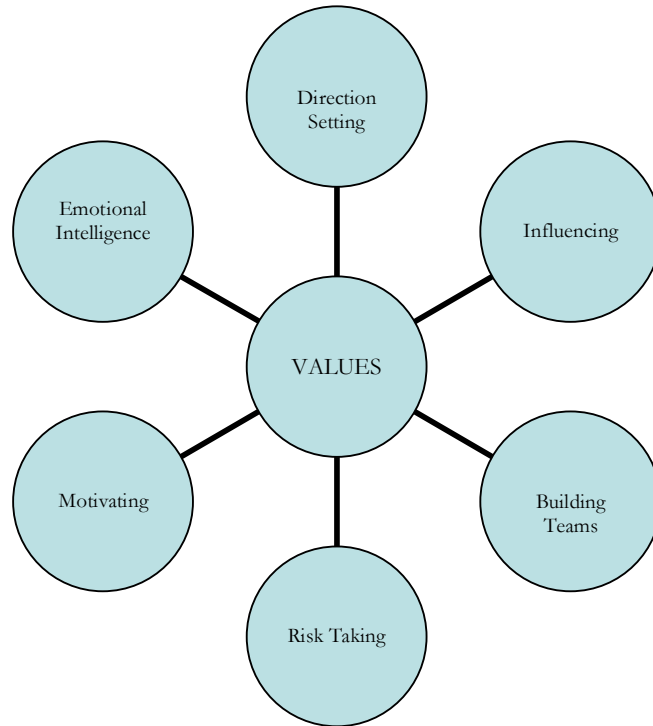 Direction
Setting
Emotional
Intelligence
Influencing
VALUES
Motivating
Building
Teams
Risk Taking